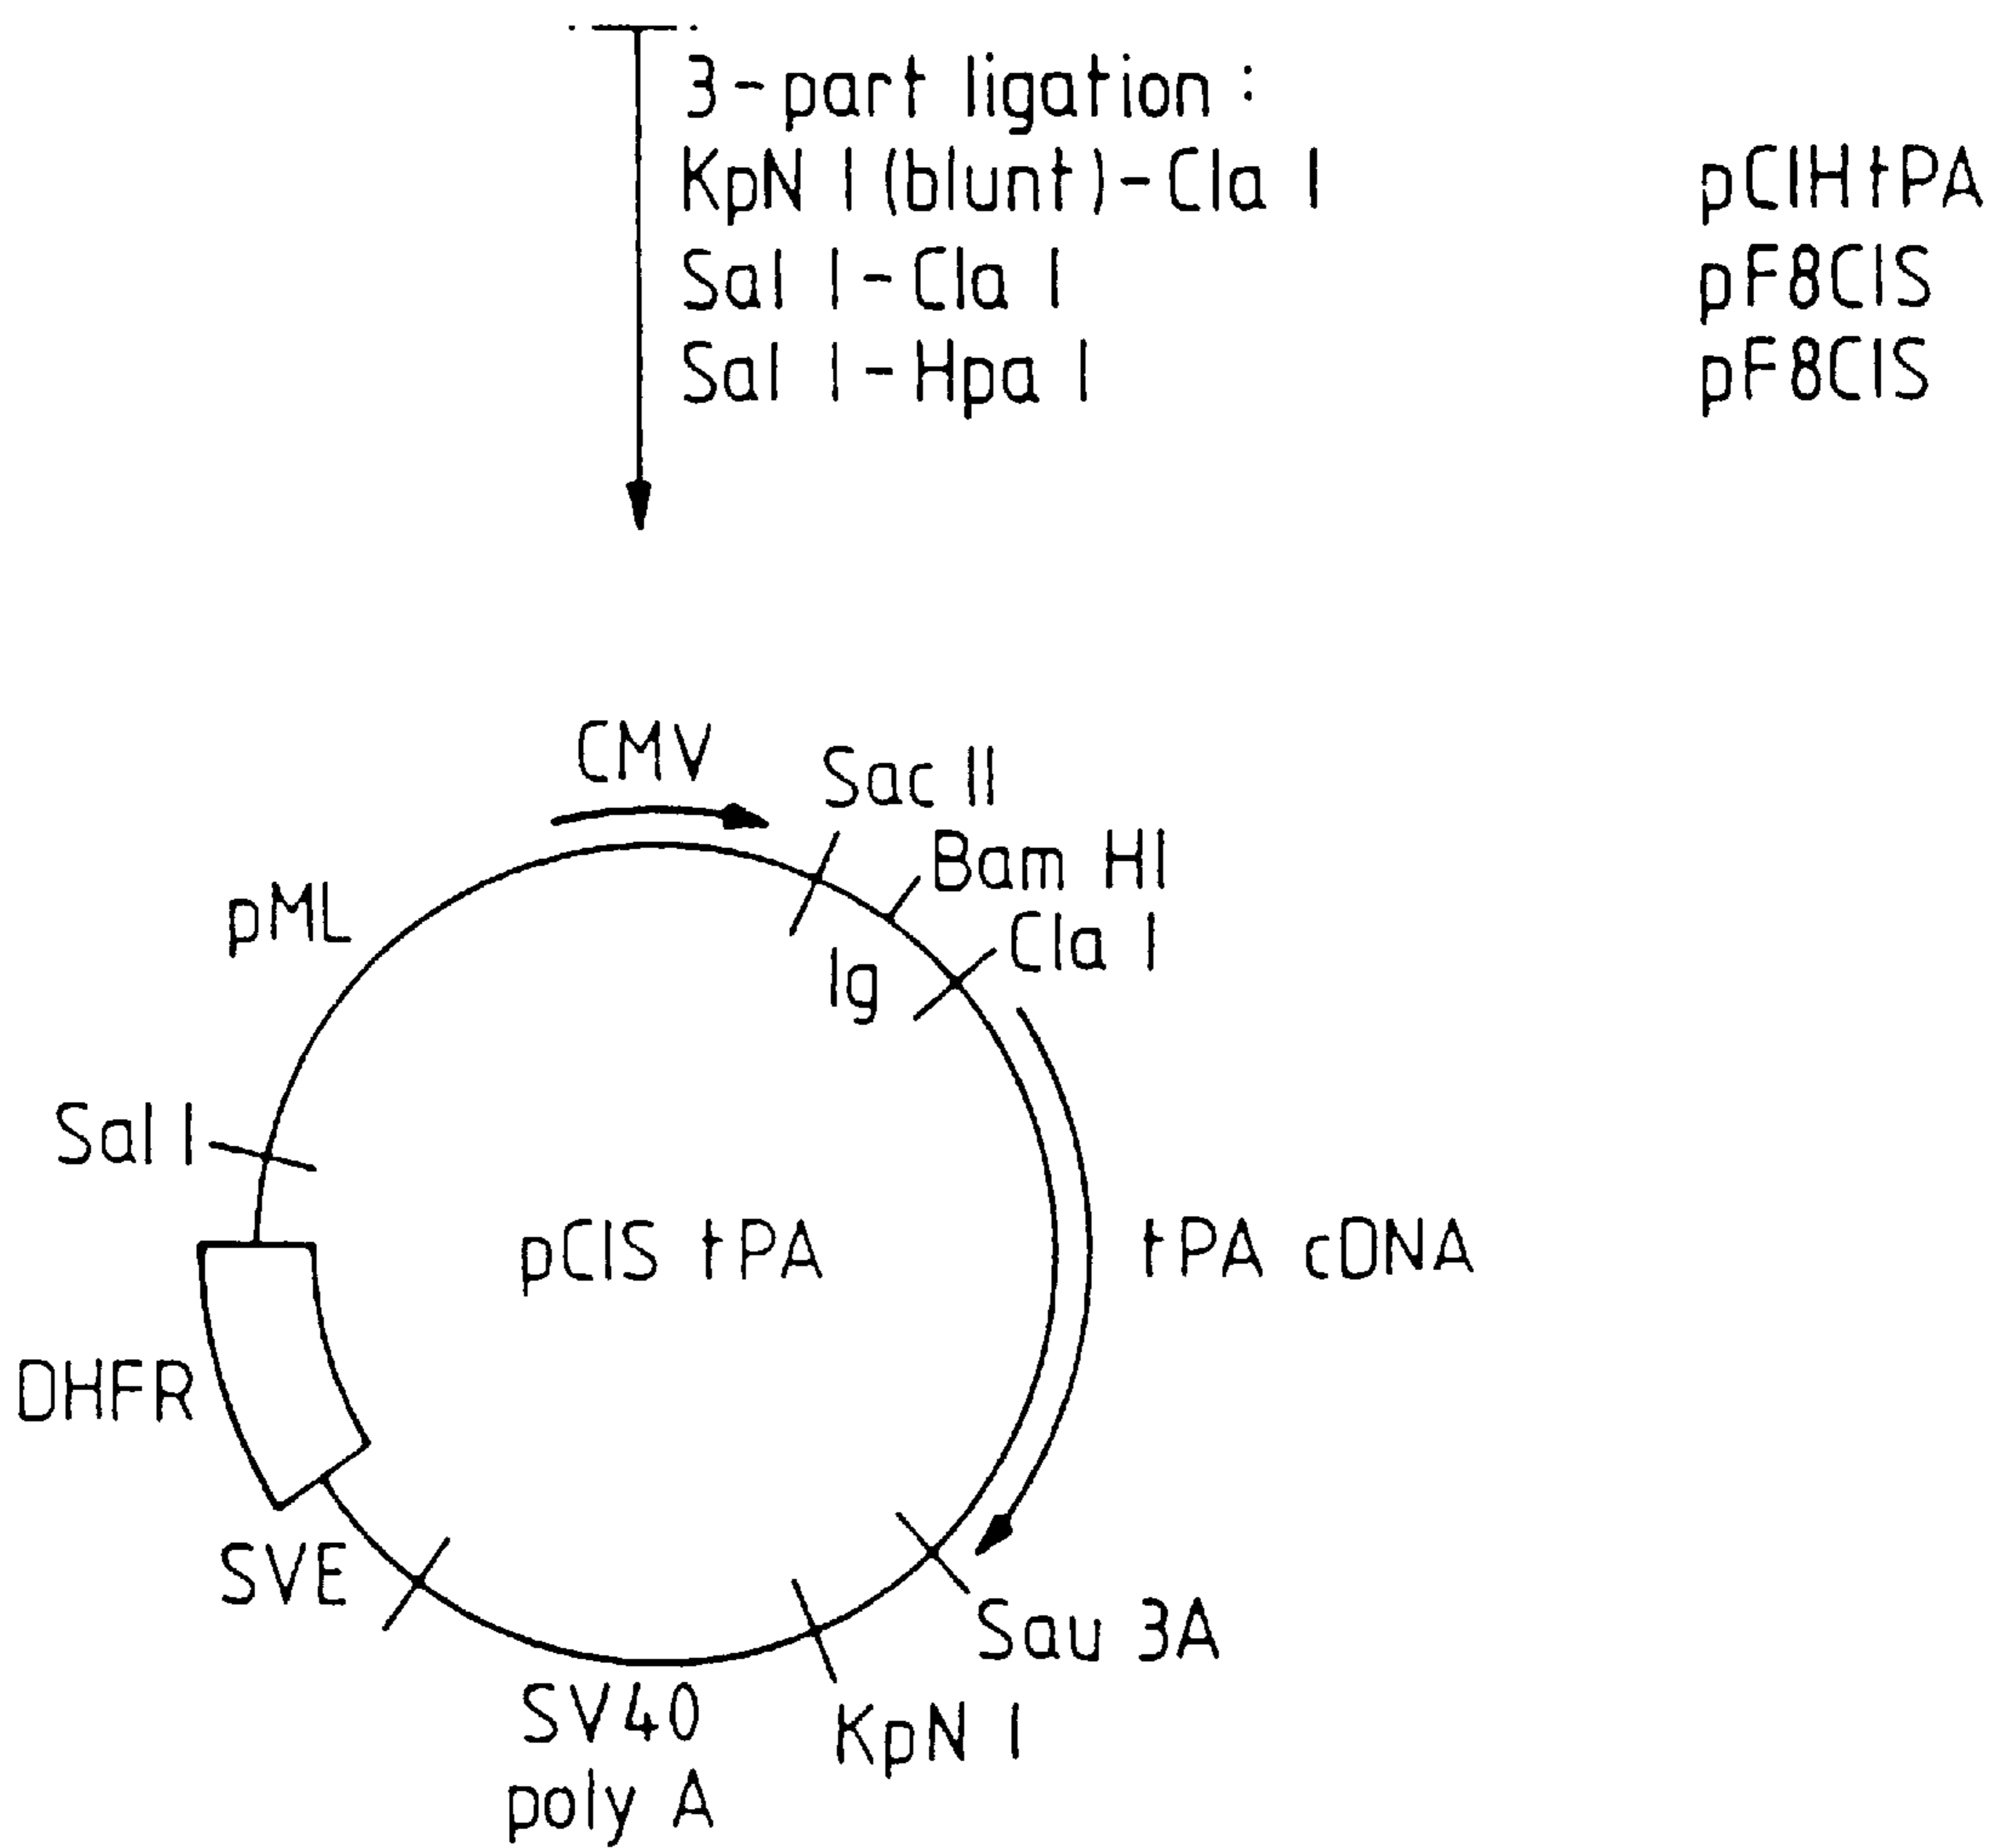 3-part ligation :
KpN I (blunt)-Cla I pCIHtPA
Sal I-Cla I pF8CIS
Sal I-Hpa I pF8CIS
CMV
Sac II
Bam HI
pML
Cla I
Ig
Sal I
pCIS tPA
tPA cDNA
DHFR
SVE
Sau 3A
SV40
KpN I
poly A